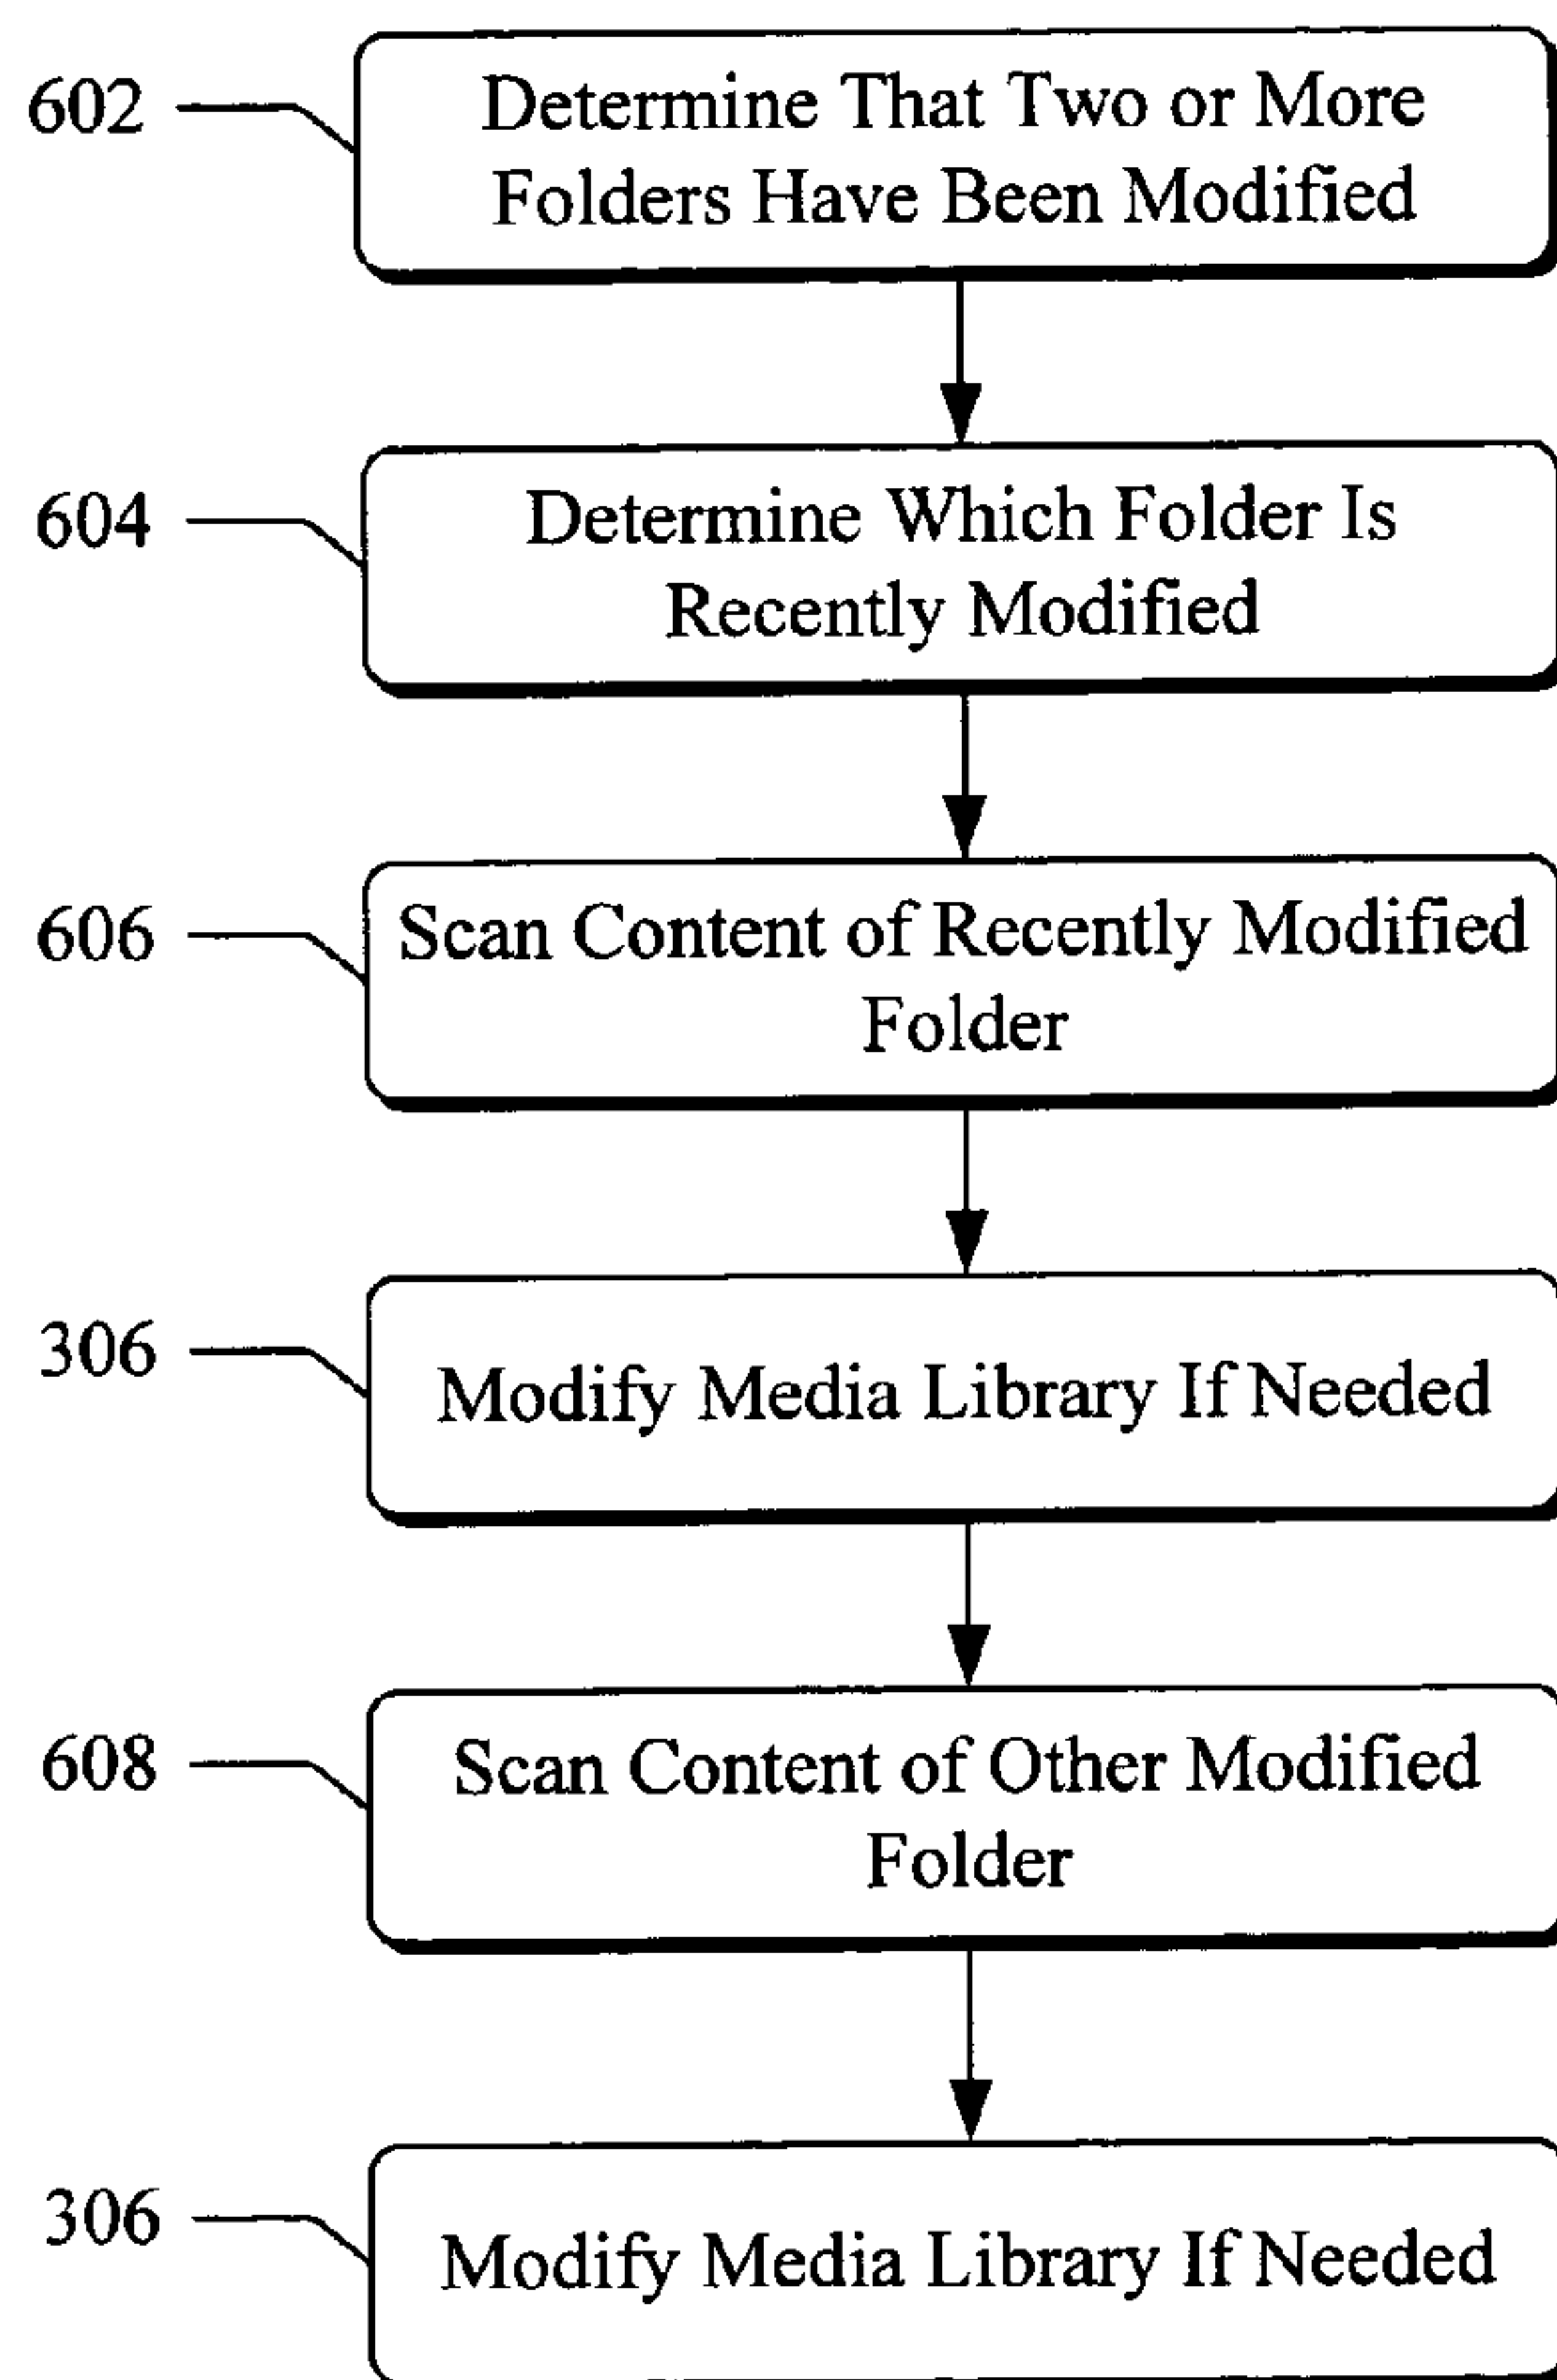 602
Determine That Two or More
Folders Have Been Modified
604
Determine Which Folder Is
Recently Modified
606
Scan Content of Recently Modified
Folder
306
Modify Media Library If Needed
608
Scan Content of Other Modified
Folder
306
Modify Media Library If Needed